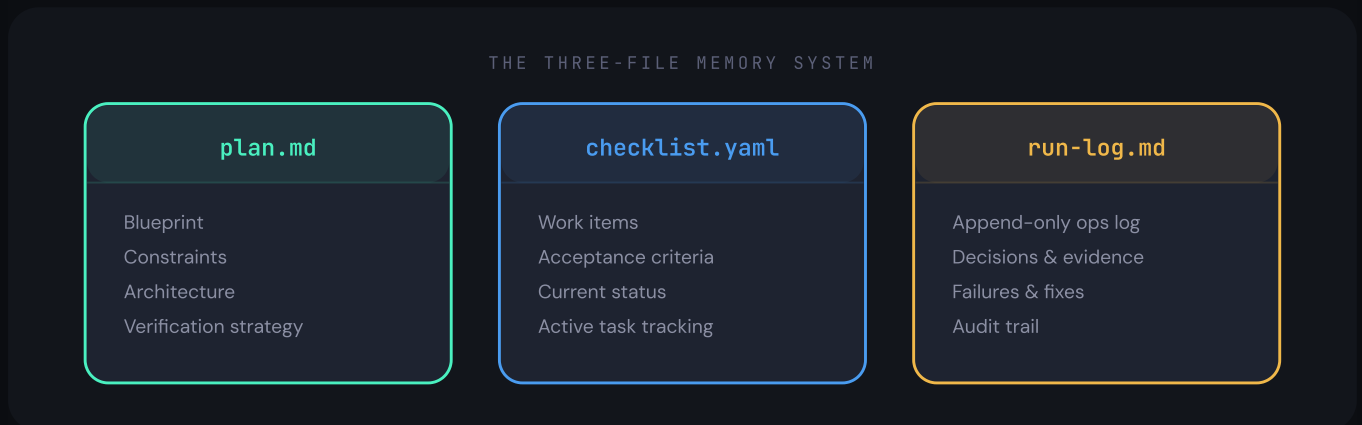 THE THREE-FILE MEMORY SYSTEM
plan.md
Blueprint
Constraints
Architecture
Verification strategy
checklist.yaml
Work items
Acceptance criteria
Current status
Active task tracking
run-log.md
Append-only ops log
Decisions & evidence
Failures & fixes
Audit trail